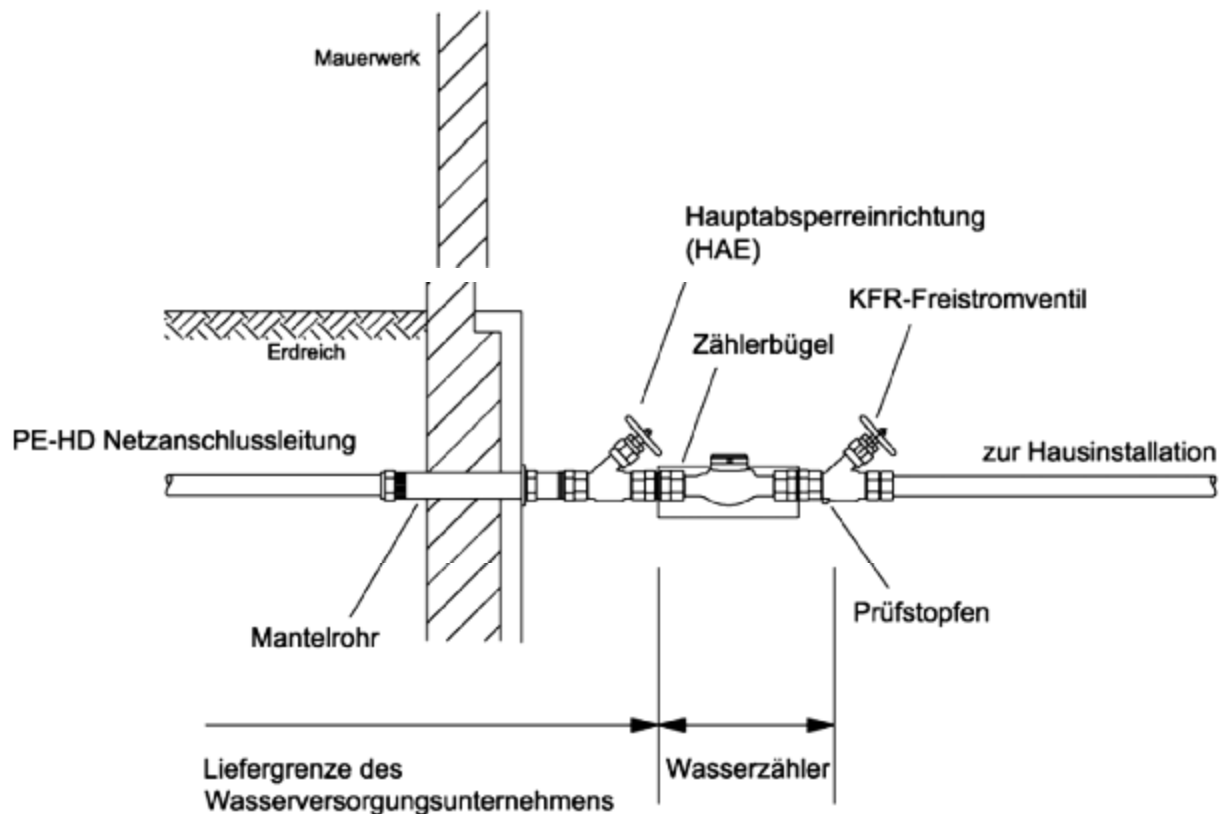 Mauerwerk
Hauptabsperreinrichtung
(HAE)
KFR-Freistromventil
Zählerbügel
Erdreich
PE-HD Netzanschlussleitung
zur Hausinstallation
Prüfstopfen
Mantelrohr
Liefergrenze des
Wasserversorgungsunternehmens
Wasserzähler